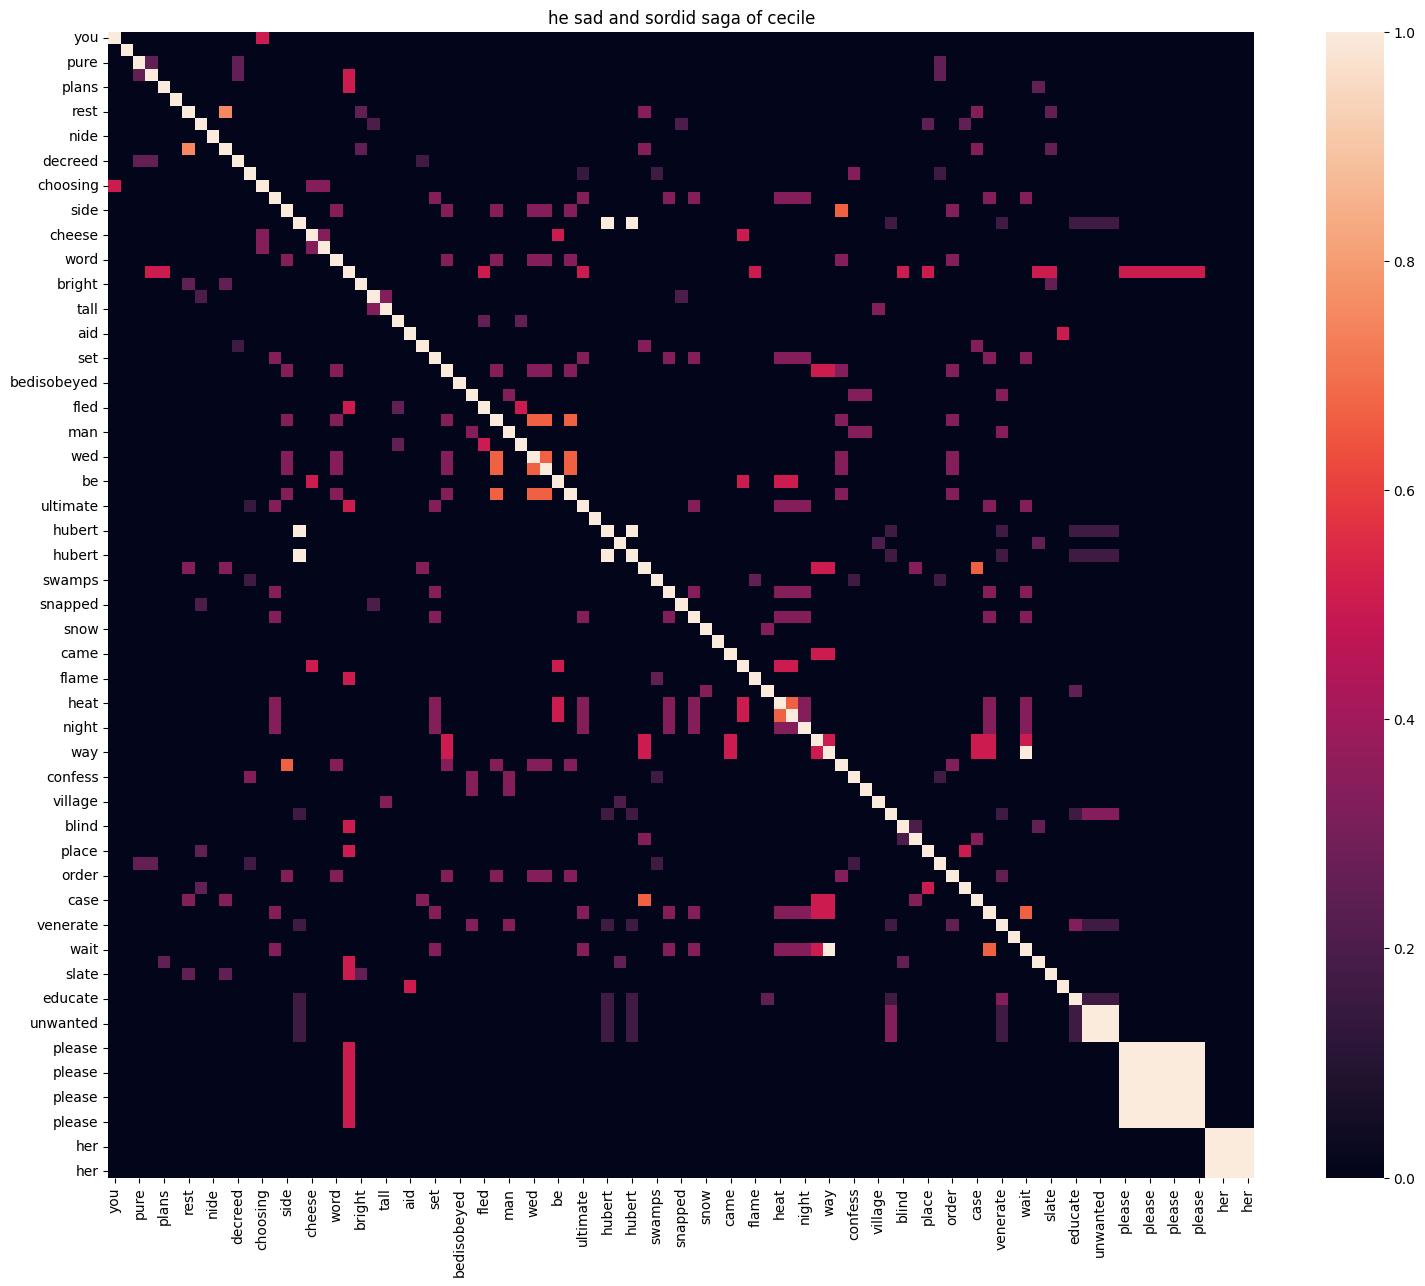 he sad and sordid saga of cecile
you
pure
plans
rest
nide
decreed
choosing
side
cheese
word
bright
tall
aid
set
bedisobeyed
fled
man
wed
be
ultimate
hubert
hubert
swamps
snapped
snow
came
flame
heat
night
way
confess
village
blind
place
order
case
venerate
wait
slate
educate
unwanted
please
please
please
please
her
her
1.0
0.8
0.6
0.4
0.2
0.0
you
pure
plans
rest
nide
decreed
choosing
side
cheese
word
bright
tall
aid
set
bedisobeyed
fled
man
wed
be
ultimate
hubert
hubert
swamps
snapped
snow
came
flame
heat
night
way
confess
village
blind
place
order
case
venerate
wait
slate
educate
unwanted
please
please
please
please
her
her